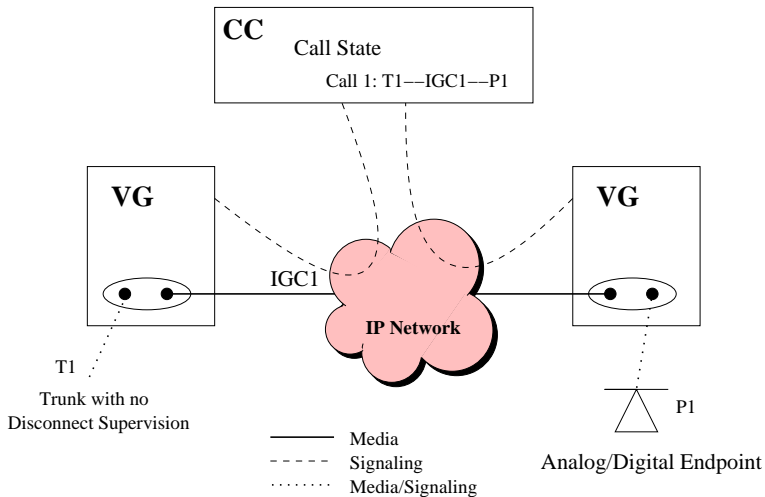 CC
Call State
Call 1: T1−−IGC1−−P1
VG
VG
IGC1
IP Network
T1
Trunk with no
Disconnect Supervision
P1
Analog/Digital Endpoint
Media
Signaling
Media/Signaling